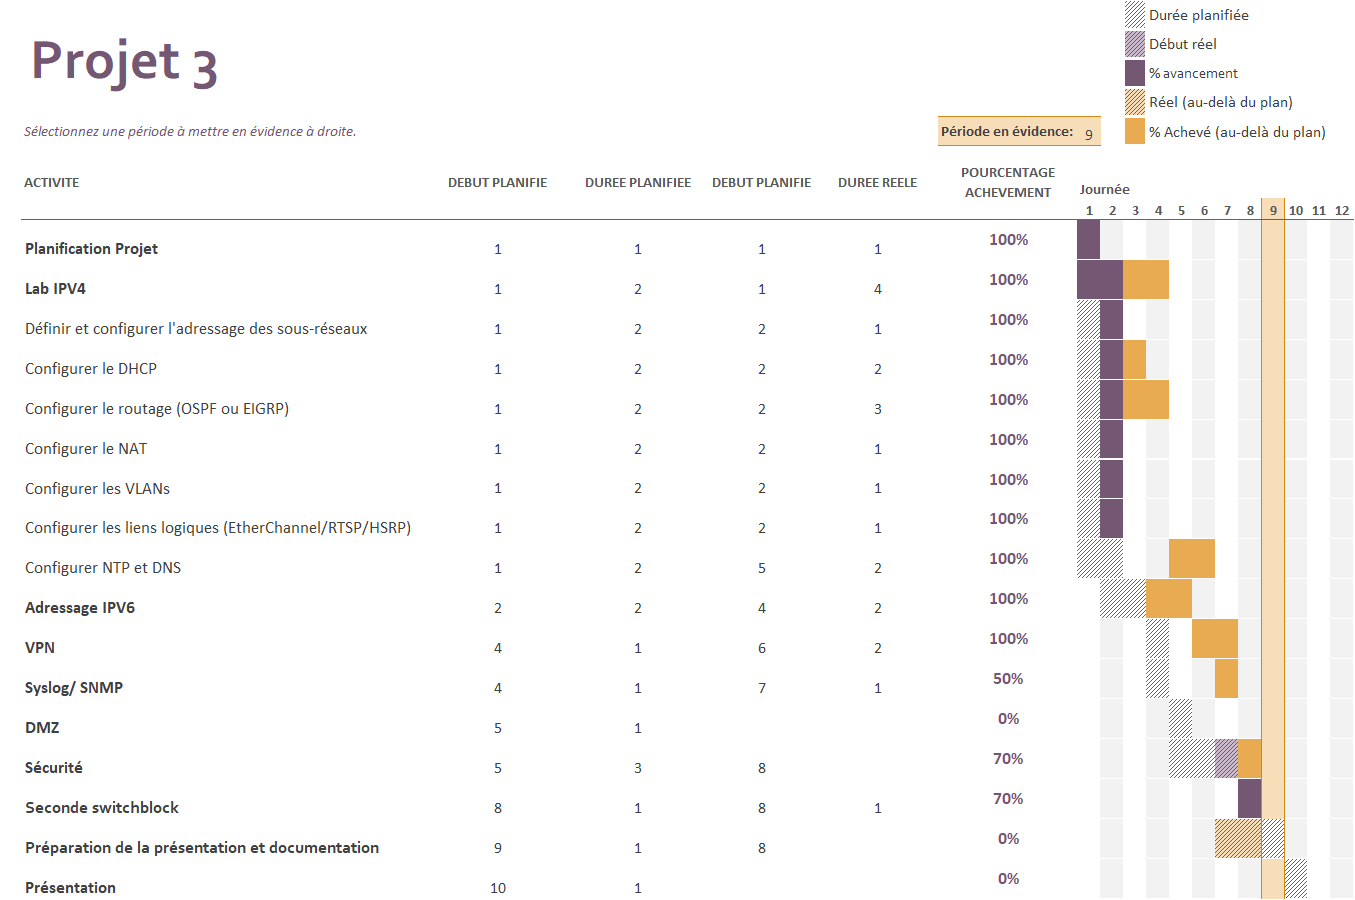 Durée planifiée
Début réel
% avancement
Réel (au-delà du plan)
% Achevé (au-delà du plan)
Projet 3
Sélectionnez une période à mettre en évidence à droite.
Période en évidence: 9
ACTIVITE DEBUT PLANIFIE DUREE PLANIFIEE DEBUT PLANIFIE DUREE REELE POURCENTAGE
ACHEVEMENT
Journée
1 2 3 4 5 6 7 8 9 10 11 12
Planification Projet 1 1 1 1 100%
Lab IPV4 1 2 1 4 100%
Définir et configurer l'adressage des sous-réseaux 1 2 2 1 100%
Configurer le DHCP 1 2 2 2 100%
Configurer le routage (OSPF ou EIGRP) 1 2 2 3 100%
Configurer le NAT 1 2 2 1 100%
Configurer les VLANs 1 2 2 1 100%
Configurer les liens logiques (EtherChannel/RTSP/HSRP) 1 2 2 1 100%
Configurer NTP et DNS 1 2 5 2 100%
Adressage IPV6 2 2 4 2 100%
VPN 4 1 6 2 100%
Syslog/ SNMP 4 1 7 1 50%
DMZ 5 1 0%
Sécurité 5 3 8 70%
Seconde switchblock 8 1 8 1 70%
Préparation de la présentation et documentation 9 1 8 0%
Présentation 10 1 0%